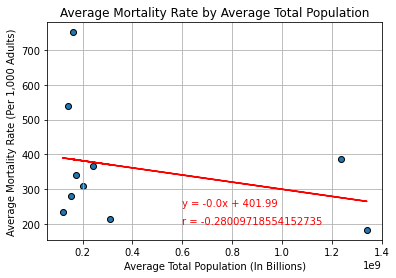 Average Mortality Rate by Average Total Population
Average Mortality Rate (Per 1,000 Adults)
700
600
500
400
300
200
y = -0.0x + 401.99
r = -0.28009718554152735
0.2 0.4 0.6 0.8 1.0 1.2 1.4
1e9
Average Total Population (In Billions)